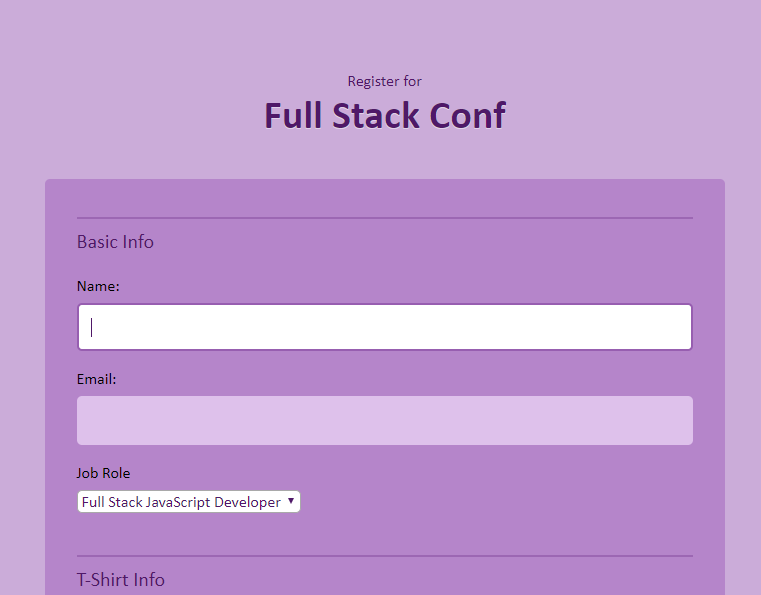 Register for
Full Stack Conf
Basic Info
Name:
Email:
Job Role
Full Stack JavaScript Developer
T-Shirt Info